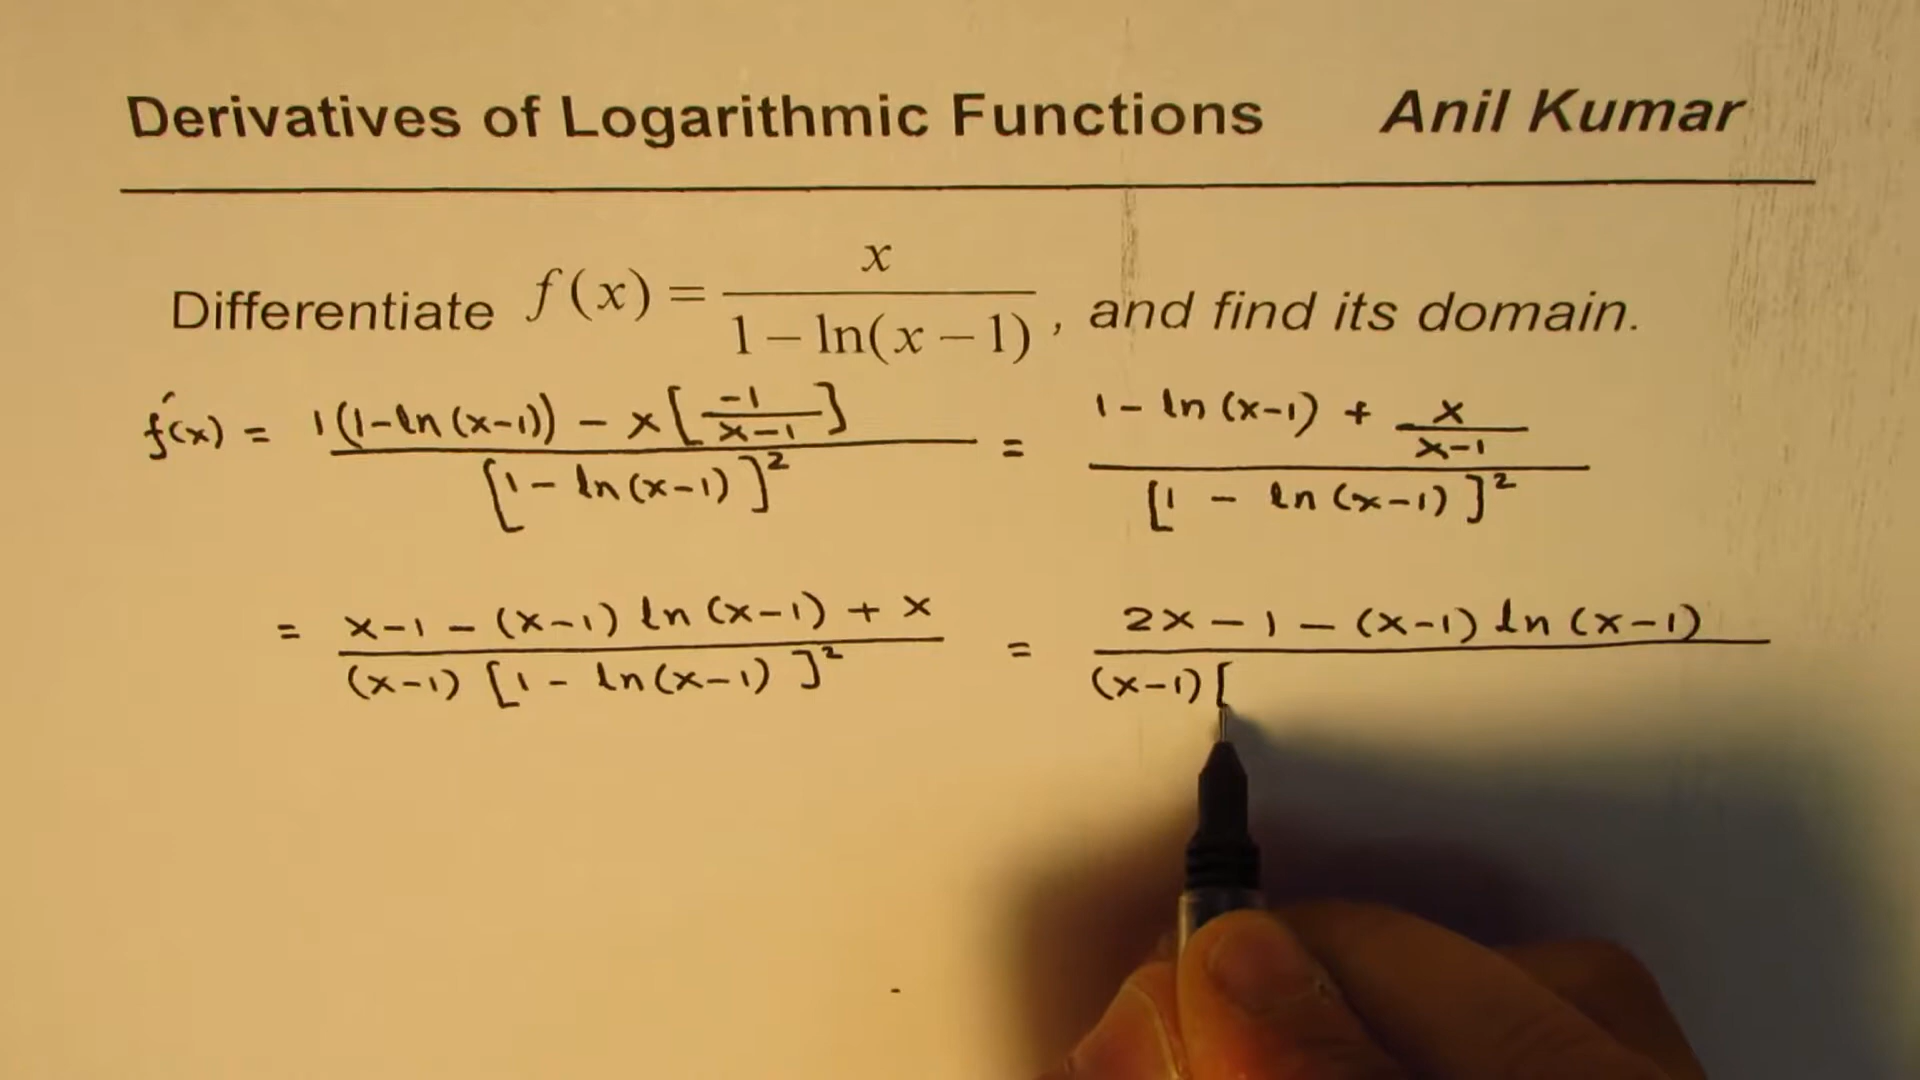 Derivatives of Logarithmic Functions Anil Kumar
Differentiate f(x) = x / (1 − ln(x − 1)), and find its domain.
f'(x) = 1(1-ln(x-1)) - x[-1/(x-1)] / [1 - ln(x-1)]² = 1 - ln(x-1) + x/(x-1) / [1 - ln(x-1)]²
= x-1-(x-1) ln(x-1) + x / (x-1) [1 - ln(x-1)]² = 2x-1-(x-1) ln(x-1) / (x-1)[